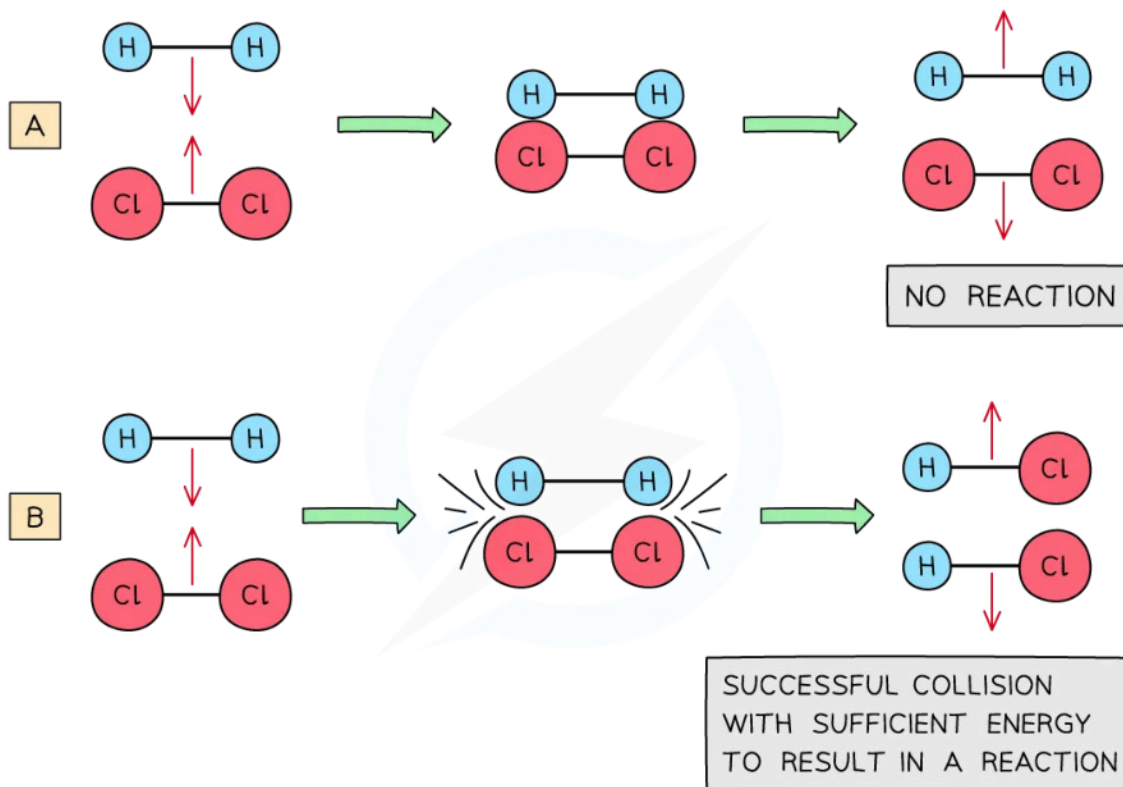 H H
A
Cl Cl
H H
Cl Cl
H H
Cl Cl
NO REACTION
H H
B
Cl Cl
H H
Cl Cl
H Cl
H Cl
SUCCESSFUL COLLISION
WITH SUFFICIENT ENERGY
TO RESULT IN A REACTION